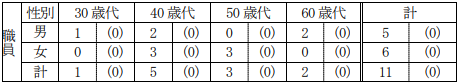 職員 性別 30歳代 40歳代 50歳代 60歳代 計
男 1 (0) 2 (0) 0 (0) 2 (0) 5 (0)
女 0 (0) 3 (0) 3 (0) 0 (0) 6 (0)
計 1 (0) 5 (0) 3 (0) 2 (0) 11 (0)